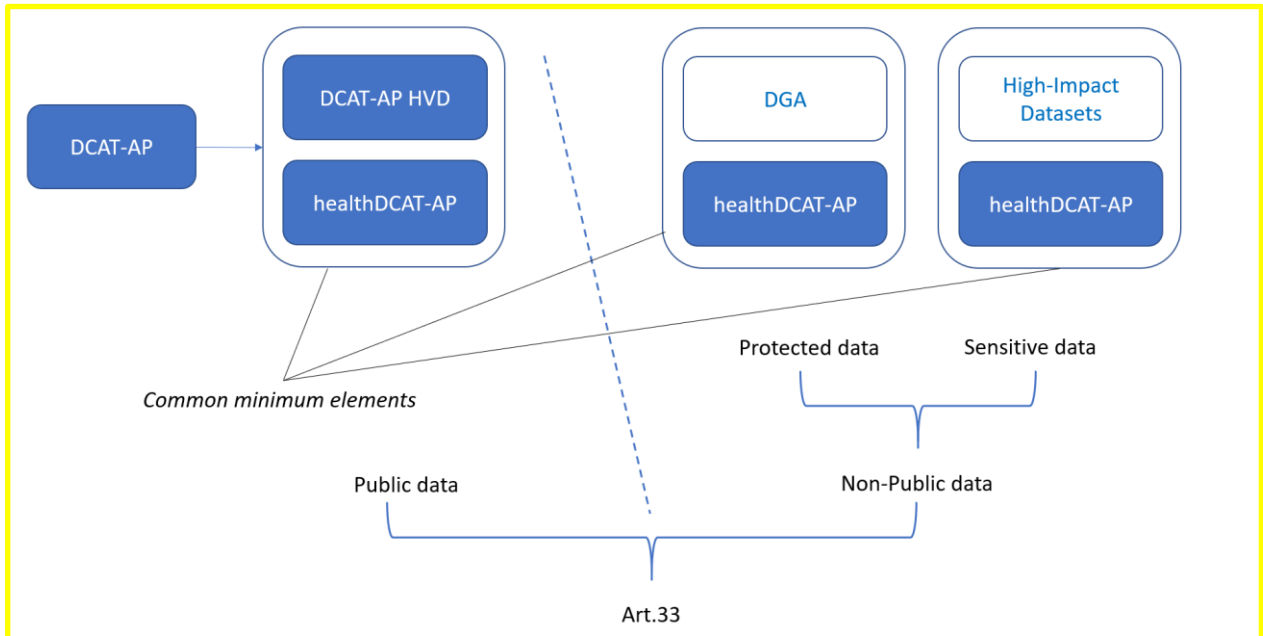 DCAT-AP
DCAT-AP HVD
healthDCAT-AP
DGA
healthDCAT-AP
High-Impact
Datasets
healthDCAT-AP
Protected data
Sensitive data
Common minimum elements
Public data
Non-Public data
Art.33